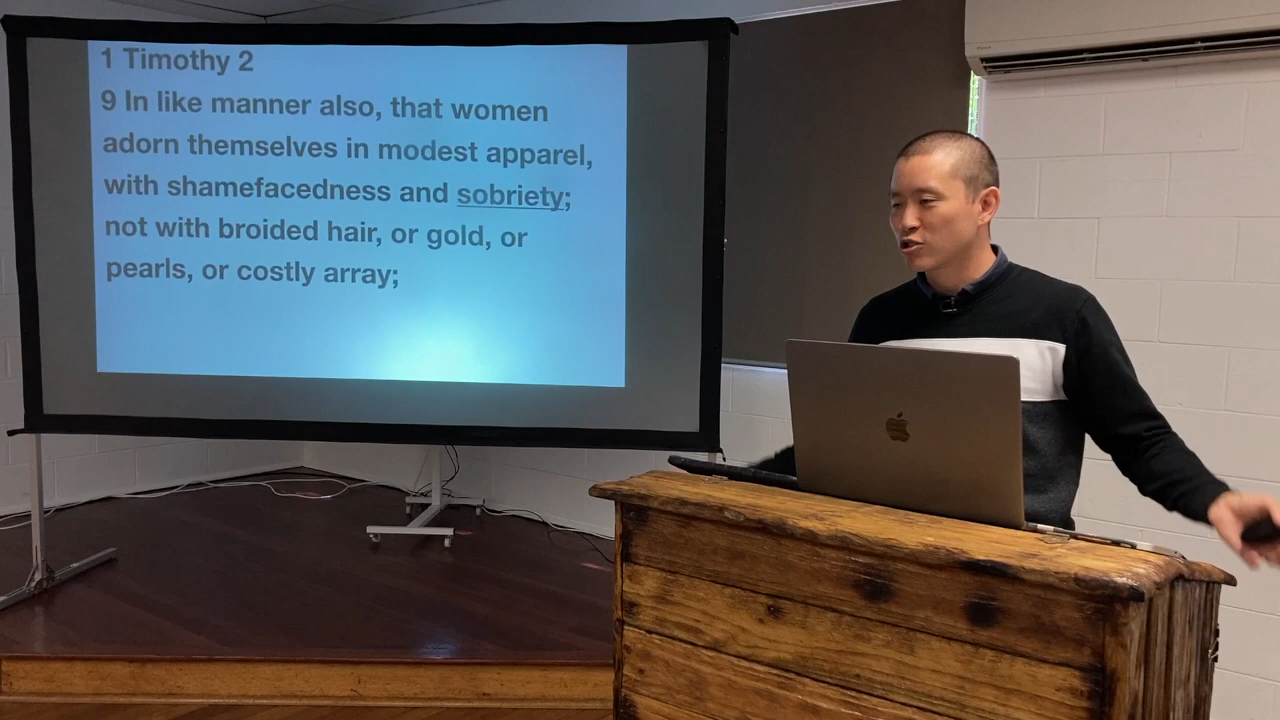 1 Timothy 2
9 In like manner also, that women
adorn themselves in modest apparel,
with shamefacedness and sobriety;
not with broided hair, or gold, or
pearls, or costly array;